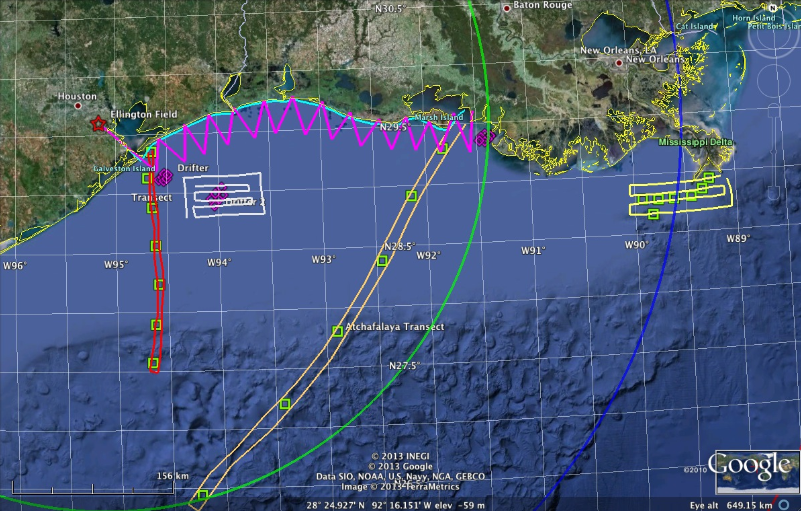 N30.5°
Baton Rouge
Horn Island
Cat Island
Petit Bois Island
N
New Orleans, LA
New Orleans
Houston
Ellington Field
Marsh Island
N29.5°
Mississippi Delta
Galveston Island
Drifter
Transect
Drifter 2
N28.5°
W96°
W95°
W94°
W93°
W92°
W91°
W90°
W89°
Atchafalaya Transect
N27.5°
156 km
© 2013 INEGI
© 2013 Google
Data SIO, NOAA, U.S. Navy, NGA, GEBCO
Image © 2013 TerraMetrics
©2010 Google
28° 24.927' N 92° 16.151' W elev -59 m
Eye alt 649.15 km